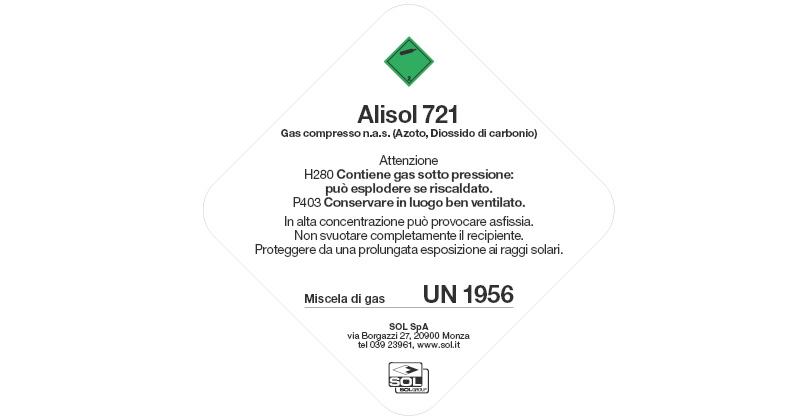 2
Alisol 721
Gas compresso n.a.s. (Azoto, Diossido di carbonio)
Attenzione
H280 Contiene gas sotto pressione:
può esplodere se riscaldato.
P403 Conservare in luogo ben ventilato.
In alta concentrazione può provocare asfissia.
Non svuotare completamente il recipiente.
Proteggere da una prolungata esposizione ai raggi solari.
Miscela di gas UN 1956
SOL SpA
via Borgazzi 27, 20900 Monza
tel 039 23961, www.sol.it
SOL
SOLGROUP